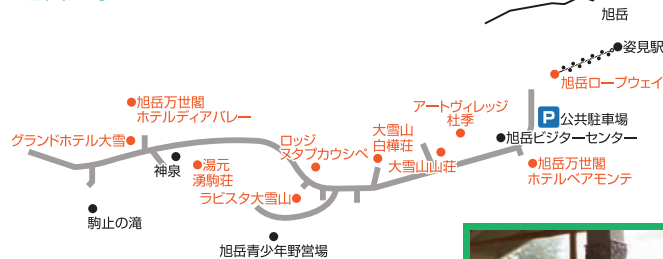 旭岳
姿見駅
旭岳ロープウェイ
旭岳万世閣
ホテルディアバレー
アートヴィレッジ
杜季
P 公共駐車場
グランドホテル大雪
ロッジ
ヌタプカウシペ
大雪山
白樺荘
旭岳ビジターセンター
神泉
湯元
湧駒荘
大雪山山荘
旭岳万世閣
ホテルベアモンテ
ラビスタ大雪山
駒止の滝
旭岳青少年野営場